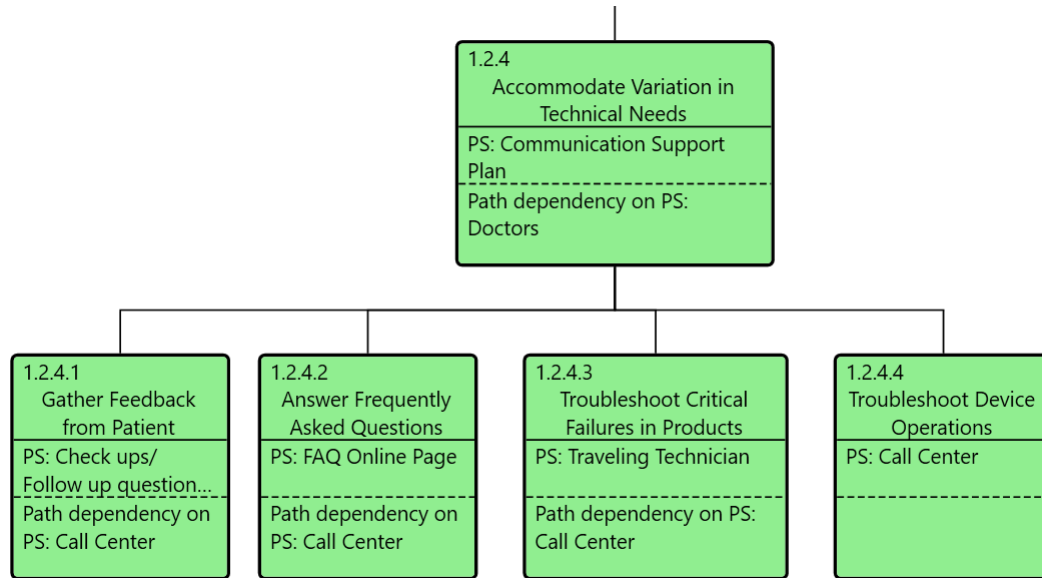 1.2.4
Accommodate Variation in
Technical Needs
PS: Communication Support
Plan
Path dependency on PS:
Doctors
1.2.4.1
Gather Feedback
from Patient
PS: Check ups/
Follow up question...
Path dependency on
PS: Call Center
1.2.4.2
Answer Frequently
Asked Questions
PS: FAQ Online Page
Path dependency on
PS: Call Center
1.2.4.3
Troubleshoot Critical
Failures in Products
PS: Traveling Technician
Path dependency on PS:
Call Center
1.2.4.4
Troubleshoot Device
Operations
PS: Call Center